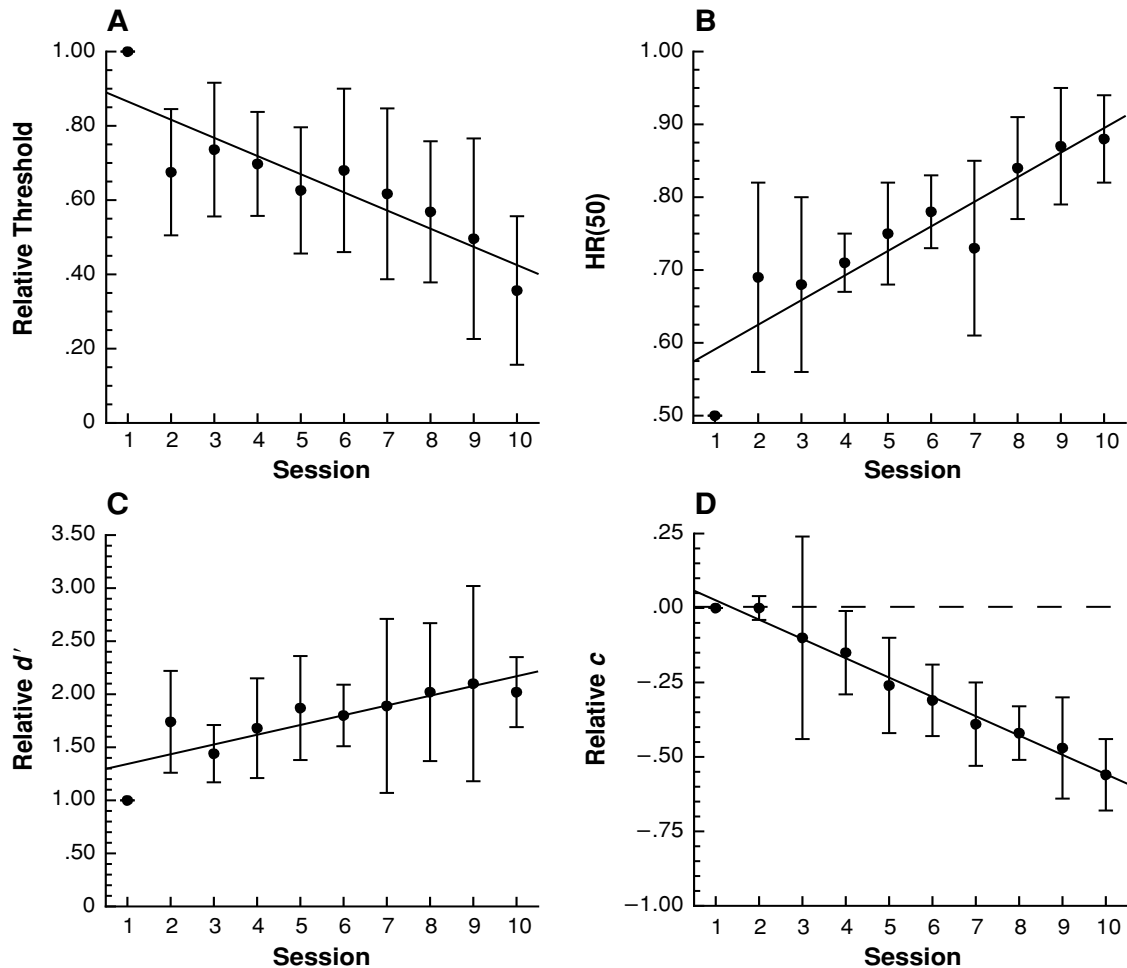 A
Relative Threshold
1.00
.80
.60
.40
.20
0
1 2 3 4 5 6 7 8 9 10
Session
B
HR(50)
1.00
.90
.80
.70
.60
.50
1 2 3 4 5 6 7 8 9 10
Session
C
Relative d′
3.50
3.00
2.50
2.00
1.50
1.00
.50
0
1 2 3 4 5 6 7 8 9 10
Session
D
Relative c
.25
.00
−.25
−.50
−.75
−1.00
1 2 3 4 5 6 7 8 9 10
Session